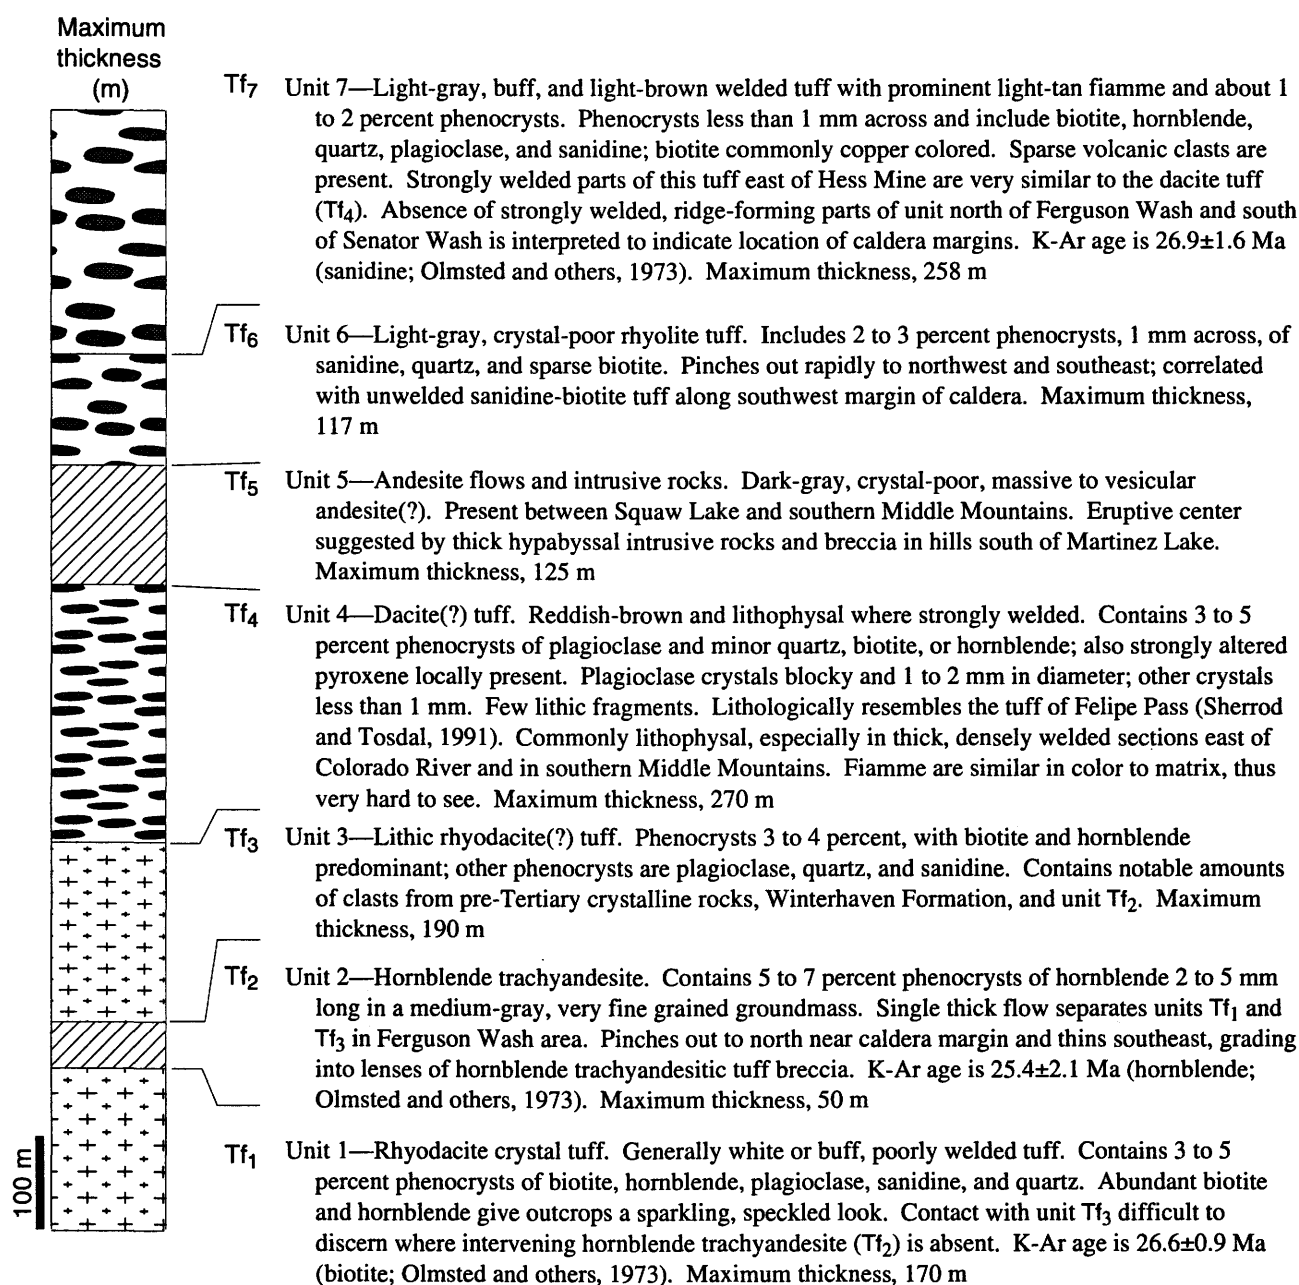 Maximum
thickness
(m)
Tf7 Unit 7—Light-gray, buff, and light-brown welded tuff with prominent light-tan fiamme and about 1
to 2 percent phenocrysts. Phenocrysts less than 1 mm across and include biotite, hornblende,
quartz, plagioclase, and sanidine; biotite commonly copper colored. Sparse volcanic clasts are
present. Strongly welded parts of this tuff east of Hess Mine are very similar to the dacite tuff
(Tf4). Absence of strongly welded, ridge-forming parts of unit north of Ferguson Wash and south
of Senator Wash is interpreted to indicate location of caldera margins. K-Ar age is 26.9±1.6 Ma
(sanidine; Olmsted and others, 1973). Maximum thickness, 258 m
Tf6 Unit 6—Light-gray, crystal-poor rhyolite tuff. Includes 2 to 3 percent phenocrysts, 1 mm across, of
sanidine, quartz, and sparse biotite. Pinches out rapidly to northwest and southeast; correlated
with unwelded sanidine-biotite tuff along southwest margin of caldera. Maximum thickness,
117 m
Tf5 Unit 5—Andesite flows and intrusive rocks. Dark-gray, crystal-poor, massive to vesicular
andesite(?). Present between Squaw Lake and southern Middle Mountains. Eruptive center
suggested by thick hypabyssal intrusive rocks and breccia in hills south of Martinez Lake.
Maximum thickness, 125 m
Tf4 Unit 4—Dacite(?) tuff. Reddish-brown and lithophysal where strongly welded. Contains 3 to 5
percent phenocrysts of plagioclase and minor quartz, biotite, or hornblende; also strongly altered
pyroxene locally present. Plagioclase crystals blocky and 1 to 2 mm in diameter; other crystals
less than 1 mm. Few lithic fragments. Lithologically resembles the tuff of Felipe Pass (Sherrod
and Tosdal, 1991). Commonly lithophysal, especially in thick, densely welded sections east of
Colorado River and in southern Middle Mountains. Fiamme are similar in color to matrix, thus
very hard to see. Maximum thickness, 270 m
Tf3 Unit 3—Lithic rhyodacite(?) tuff. Phenocrysts 3 to 4 percent, with biotite and hornblende
predominant; other phenocrysts are plagioclase, quartz, and sanidine. Contains notable amounts
of clasts from pre-Tertiary crystalline rocks, Winterhaven Formation, and unit Tf2. Maximum
thickness, 190 m
Tf2 Unit 2—Hornblende trachyandesite. Contains 5 to 7 percent phenocrysts of hornblende 2 to 5 mm
long in a medium-gray, very fine grained groundmass. Single thick flow separates units Tf1 and
Tf3 in Ferguson Wash area. Pinches out to north near caldera margin and thins southeast, grading
into lenses of hornblende trachyandesitic tuff breccia. K-Ar age is 25.4±2.1 Ma (hornblende;
Olmsted and others, 1973). Maximum thickness, 50 m
Tf1 Unit 1—Rhyodacite crystal tuff. Generally white or buff, poorly welded tuff. Contains 3 to 5
percent phenocrysts of biotite, hornblende, plagioclase, sanidine, and quartz. Abundant biotite
and hornblende give outcrops a sparkling, speckled look. Contact with unit Tf3 difficult to
discern where intervening hornblende trachyandesite (Tf2) is absent. K-Ar age is 26.6±0.9 Ma
(biotite; Olmsted and others, 1973). Maximum thickness, 170 m
100 m